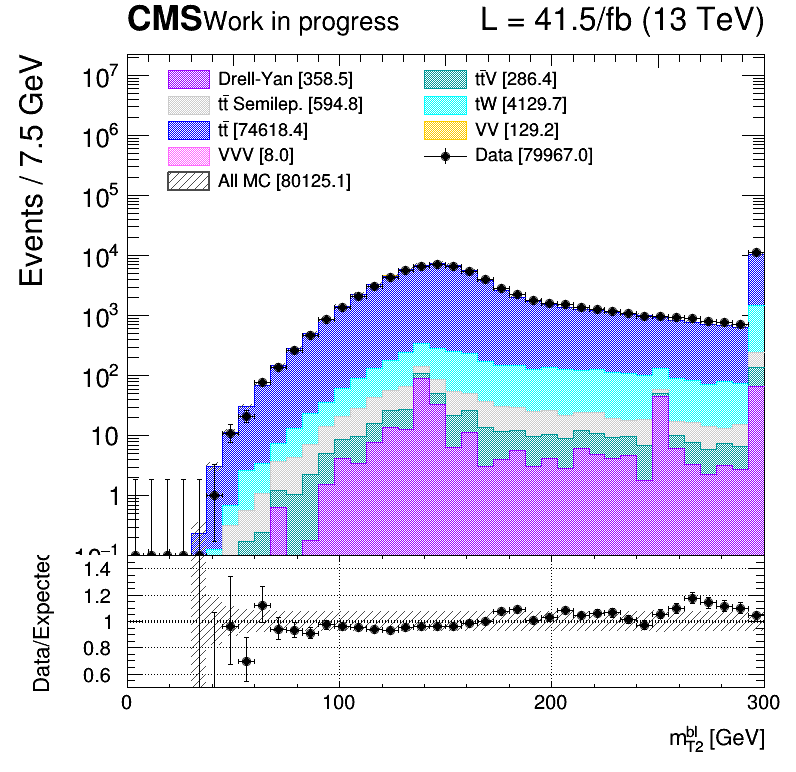 CMS Work in progress L = 41.5/fb (13 TeV)
Events / 7.5 GeV
Drell-Yan [358.5] tt̄V [286.4]
tt̄ Semilep. [594.8] tW [4129.7]
tt̄ [74618.4] VV [129.2]
VVV [8.0] Data [79967.0]
All MC [80125.1]
10⁷
10⁶
10⁵
10⁴
10³
10²
10
1
10⁻¹
Data/Expected
1.4
1.2
1
0.8
0.6
0 100 200 300
m_{T2}^{bl} [GeV]